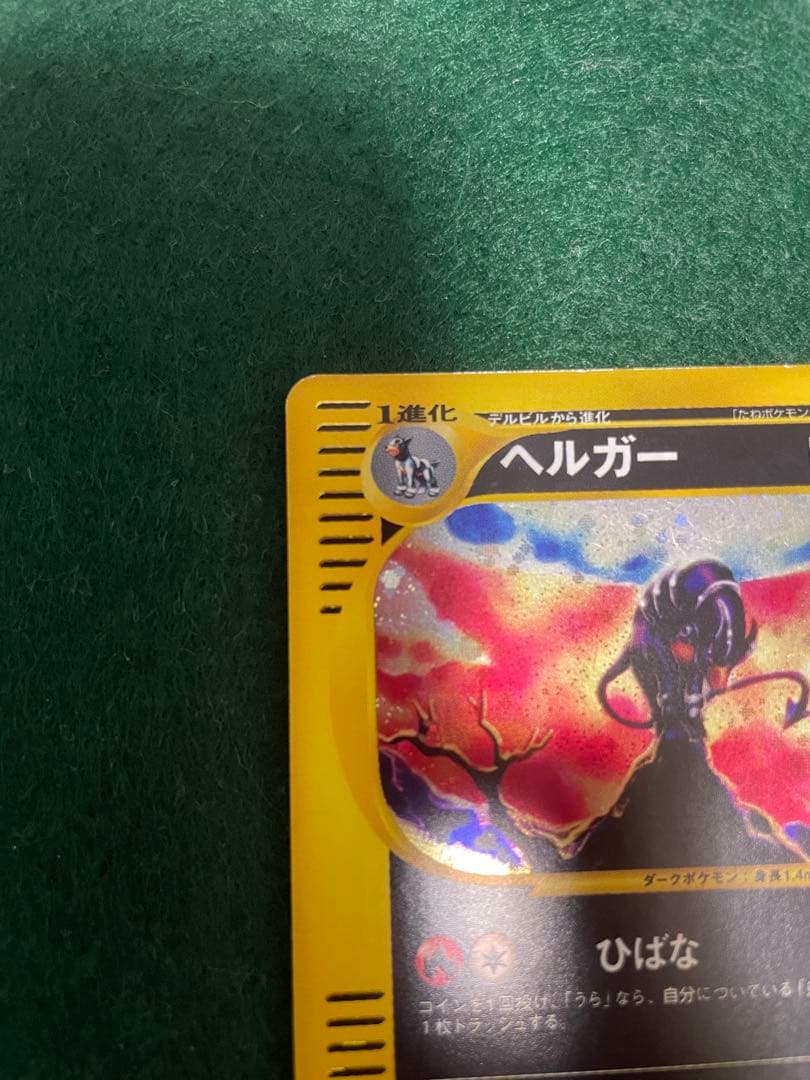 1進化
デルビルから進化
「たねポケモン
ヘルガー
ダークポケモン：身長1.4m
ひばな
コインを1回投げ、「うら」なら、自分についている「
1枚トラッシュする。